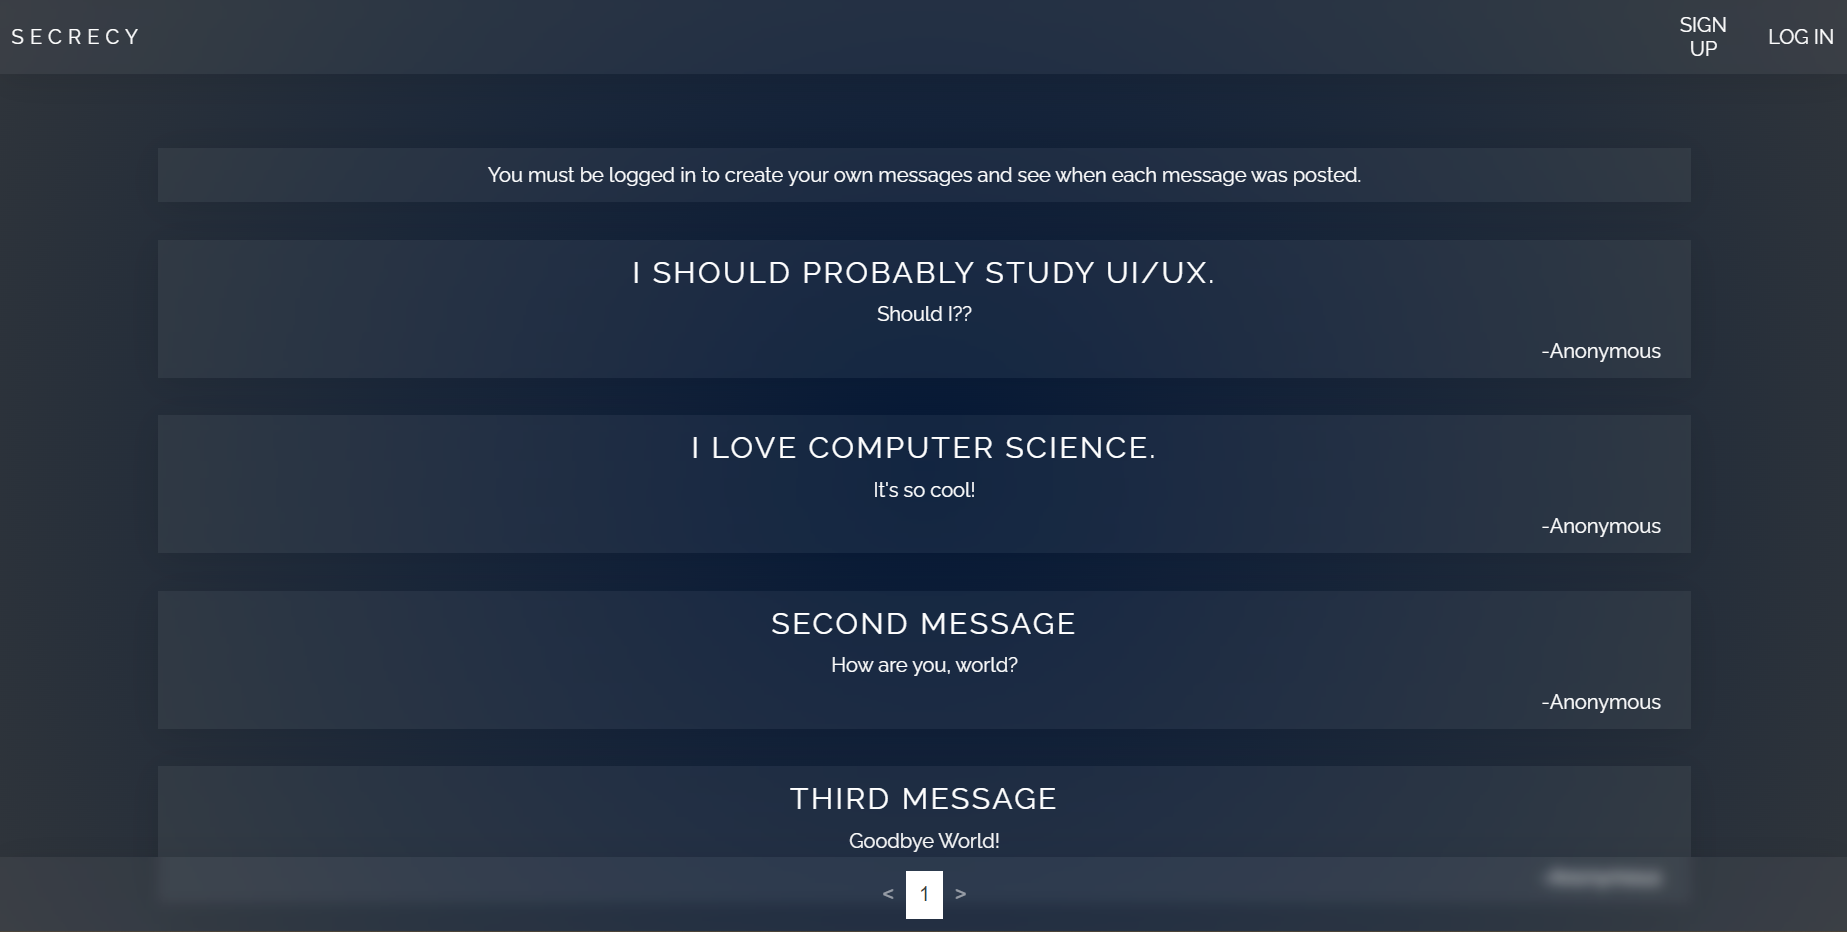 SECRECY
SIGN
UP
LOG IN
You must be logged in to create your own messages and see when each message was posted.
I SHOULD PROBABLY STUDY UI/UX.
Should I??
-Anonymous
I LOVE COMPUTER SCIENCE.
It's so cool!
-Anonymous
SECOND MESSAGE
How are you, world?
-Anonymous
THIRD MESSAGE
Goodbye World!
< 1 >